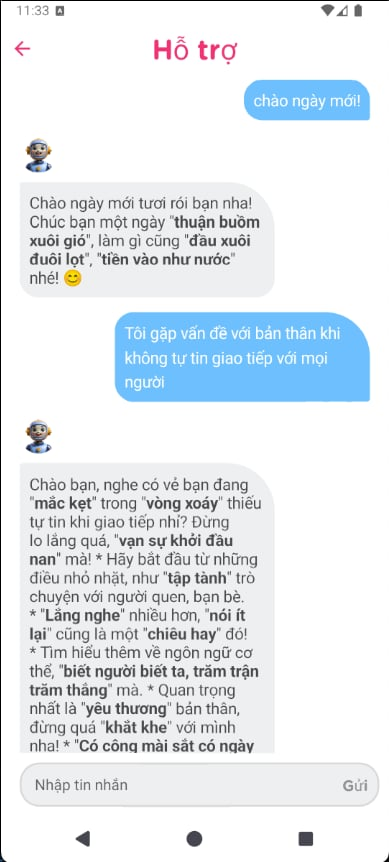 11:33
Hỗ trợ
chào ngày mới!
Chào ngày mới tươi rói bạn nha!
Chúc bạn một ngày "thuận buồm
xuôi gió", làm gì cũng "đầu xuôi
đuôi lọt", "tiền vào như nước"
nhé! 😊
Tôi gặp vấn đề với bản thân khi
không tự tin giao tiếp với mọi
người
Chào bạn, nghe có vẻ bạn đang
"mắc kẹt" trong "vòng xoáy" thiếu
tự tin khi giao tiếp nhỉ? Đừng
lo lắng quá, "vạn sự khởi đầu
nan" mà! * Hãy bắt đầu từ những
điều nhỏ nhặt, như "tập tành" trò
chuyện với người quen, bạn bè.
* "Lắng nghe" nhiều hơn, "nói ít
lại" cũng là một "chiêu hay" đó!
* Tìm hiểu thêm về ngôn ngữ cơ
thể, "biết người biết ta, trăm trận
trăm thắng" mà. * Quan trọng
nhất là "yêu thương" bản thân,
đừng quá "khắt khe" với mình
nha! * "Có công mài sắt có ngày
Nhập tin nhắn
Gửi